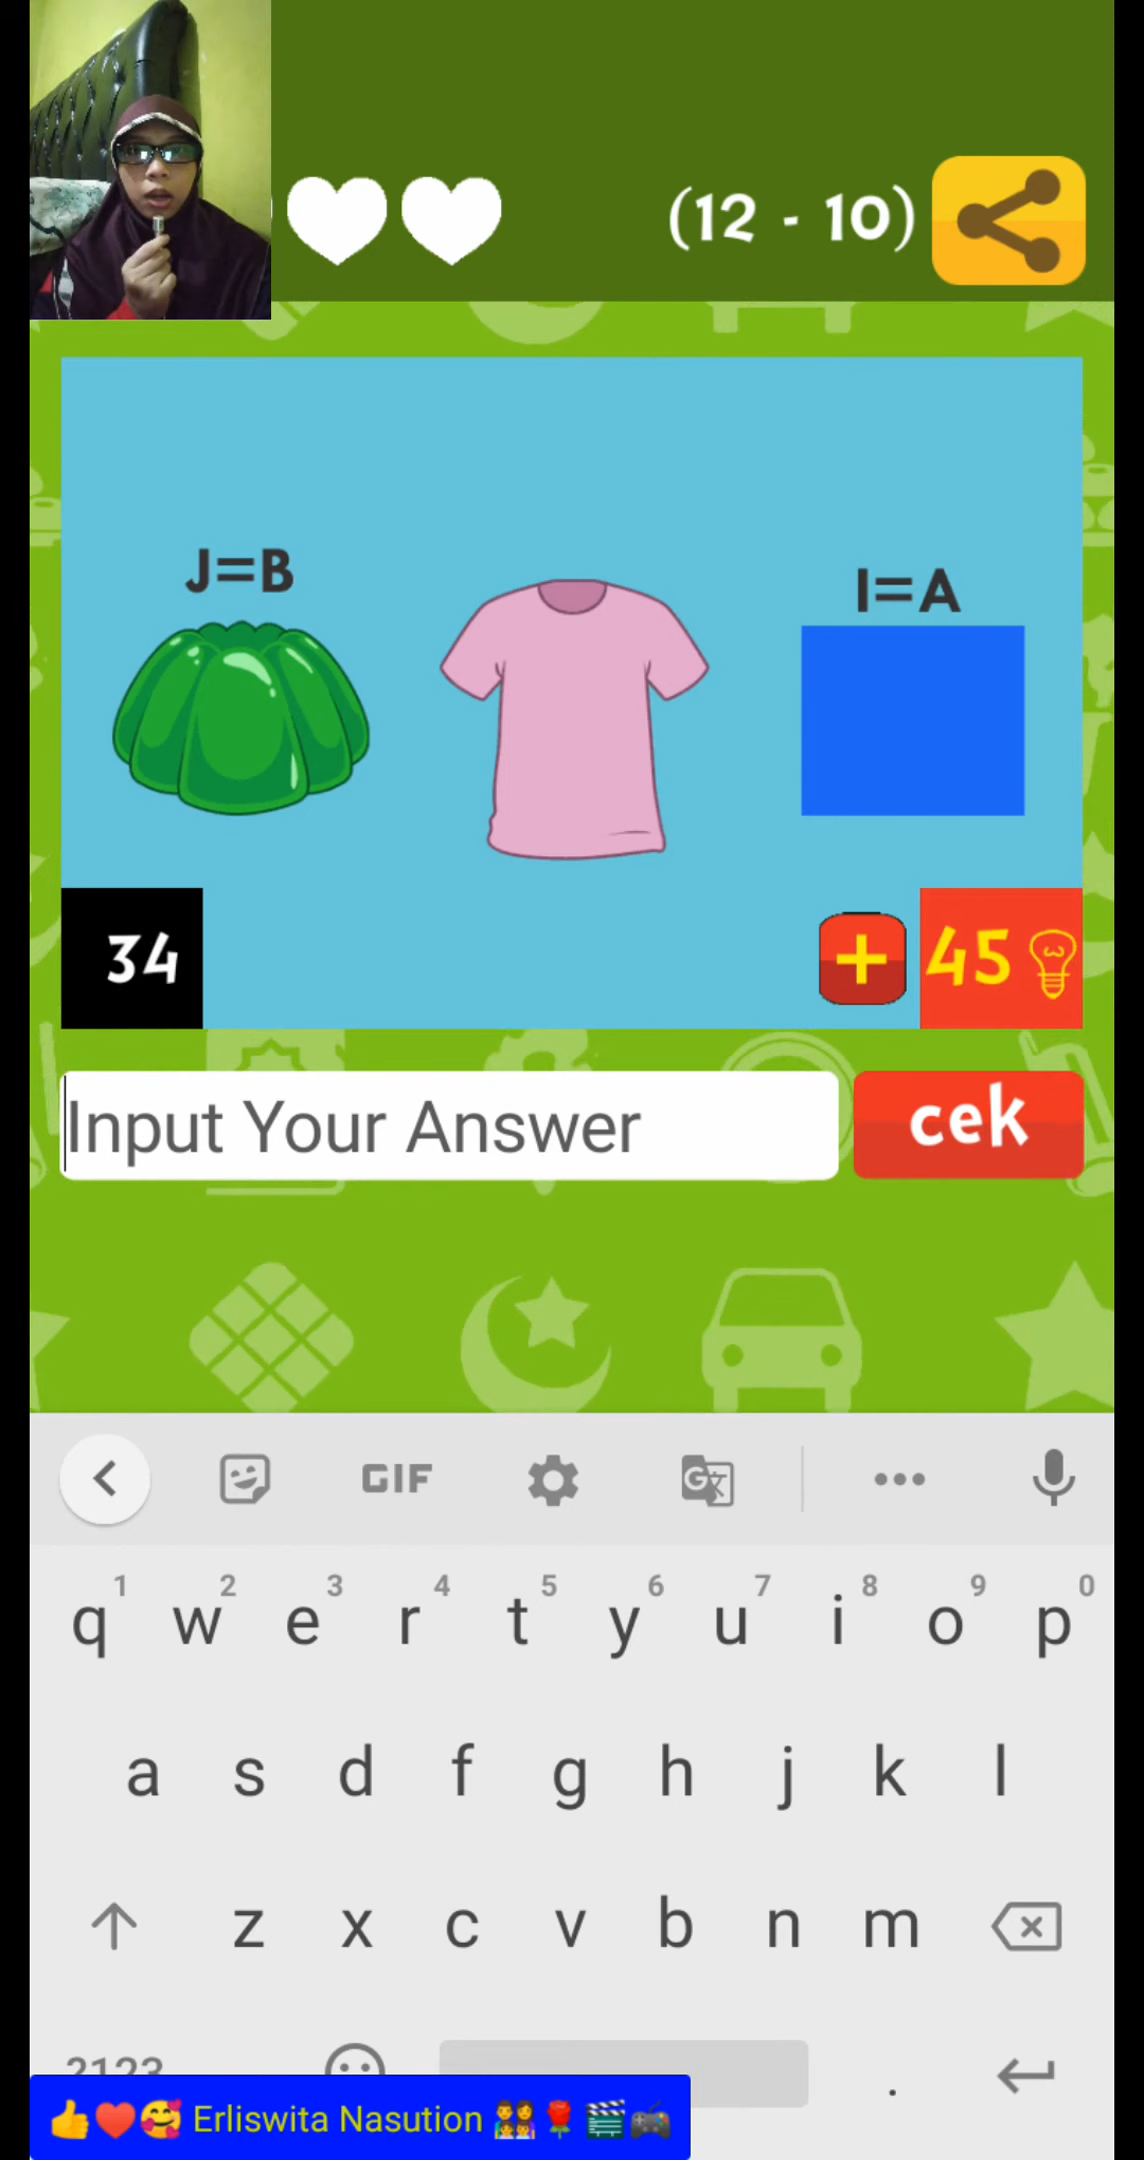 (12 - 10)
J=B
I=A
34
+
45
Input Your Answer
cek
GIF
1 2 3 4 5 6 7 8 9 0
q w e r t y u i o p
a s d f g h j k l
z x c v b n m
?123
.
👍❤️🥰 Erliswita Nasution 👨‍👩‍👧‍👦🌹🎬🎮